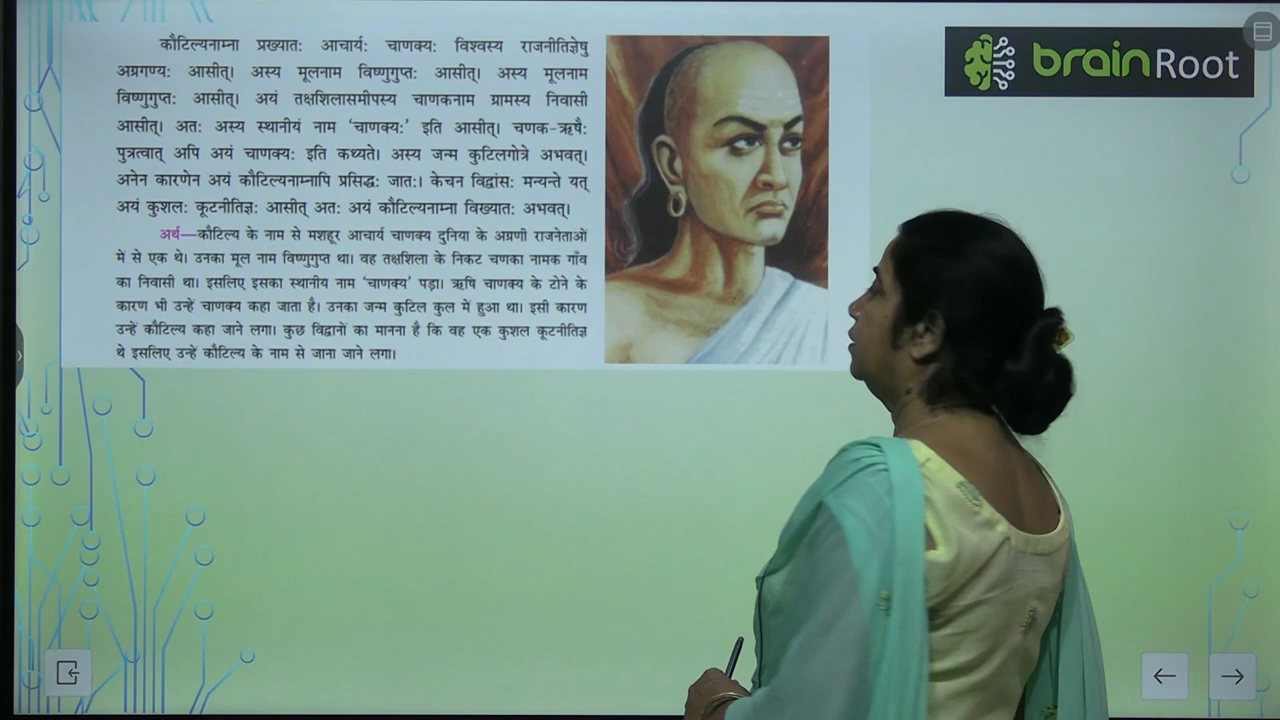 कौटिल्यनाम्ना प्रख्यातः आचार्यः चाणक्यः विश्वस्य राजनीतिज्ञेषु
अग्रगण्यः आसीत्। अस्य मूलनाम विष्णुगुप्तः आसीत्। अस्य मूलनाम
विष्णुगुप्तः आसीत्। अयं तक्षशिलासमीपस्य चाणकनाम ग्रामस्य निवासी
आसीत्। अतः अस्य स्थानीयं नाम ‘चाणक्यः’ इति आसीत्। चणक-ऋषैः
पुत्रत्वात् अपि अयं चाणक्यः इति कथ्यते। अस्य जन्म कुटिलगोत्रे अभवत्।
अनेन कारणेन अयं कौटिल्यनाम्नापि प्रसिद्धः जातः। केचन विद्वांसः मन्यन्ते यत्
अयं कुशलः कूटनीतिज्ञः आसीत् अतः अयं कौटिल्यनाम्ना विख्यातः अभवत्।
अर्थ—कौटिल्य के नाम से मशहूर आचार्य चाणक्य दुनिया के अग्रणी राजनेताओं
में से एक थे। उनका मूल नाम विष्णुगुप्त था। वह तक्षशिला के निकट चणका नामक गाँव
का निवासी था। इसलिए इसका स्थानीय नाम ‘चाणक्य’ पड़ा। ऋषि चाणक्य के टोने के
कारण भी उन्हें चाणक्य कहा जाता है। उनका जन्म कुटिल कुल में हुआ था। इसी कारण
उन्हें कौटिल्य कहा जाने लगा। कुछ विद्वानों का मानना है कि वह एक कुशल कूटनीतिज्ञ
थे इसलिए उन्हें कौटिल्य के नाम से जाना जाने लगा।
brainRoot